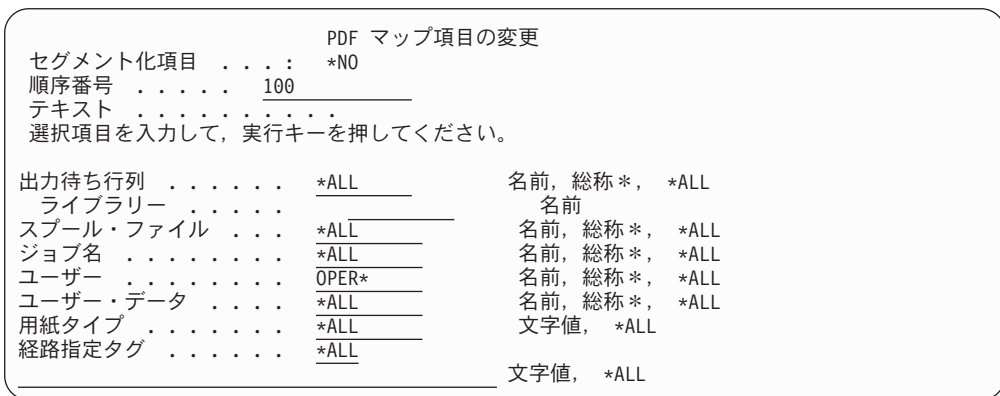 PDF マップ項目の変更
セグメント化項目 . . . : *NO
順序番号 . . . . . 100
テキスト . . . . . . . . . .
選択項目を入力して, 実行キーを押してください。
出力待ち行列 . . . . . . *ALL 名前, 総称*, *ALL
ライブラリー . . . . . 名前
スプール・ファイル . . . *ALL 名前, 総称*, *ALL
ジョブ名 . . . . . . . . *ALL 名前, 総称*, *ALL
ユーザー . . . . . . . . OPER* 名前, 総称*, *ALL
ユーザー・データ . . . . *ALL 名前, 総称*, *ALL
用紙タイプ . . . . . . . *ALL 文字値, *ALL
経路指定タグ . . . . . . *ALL
文字値, *ALL